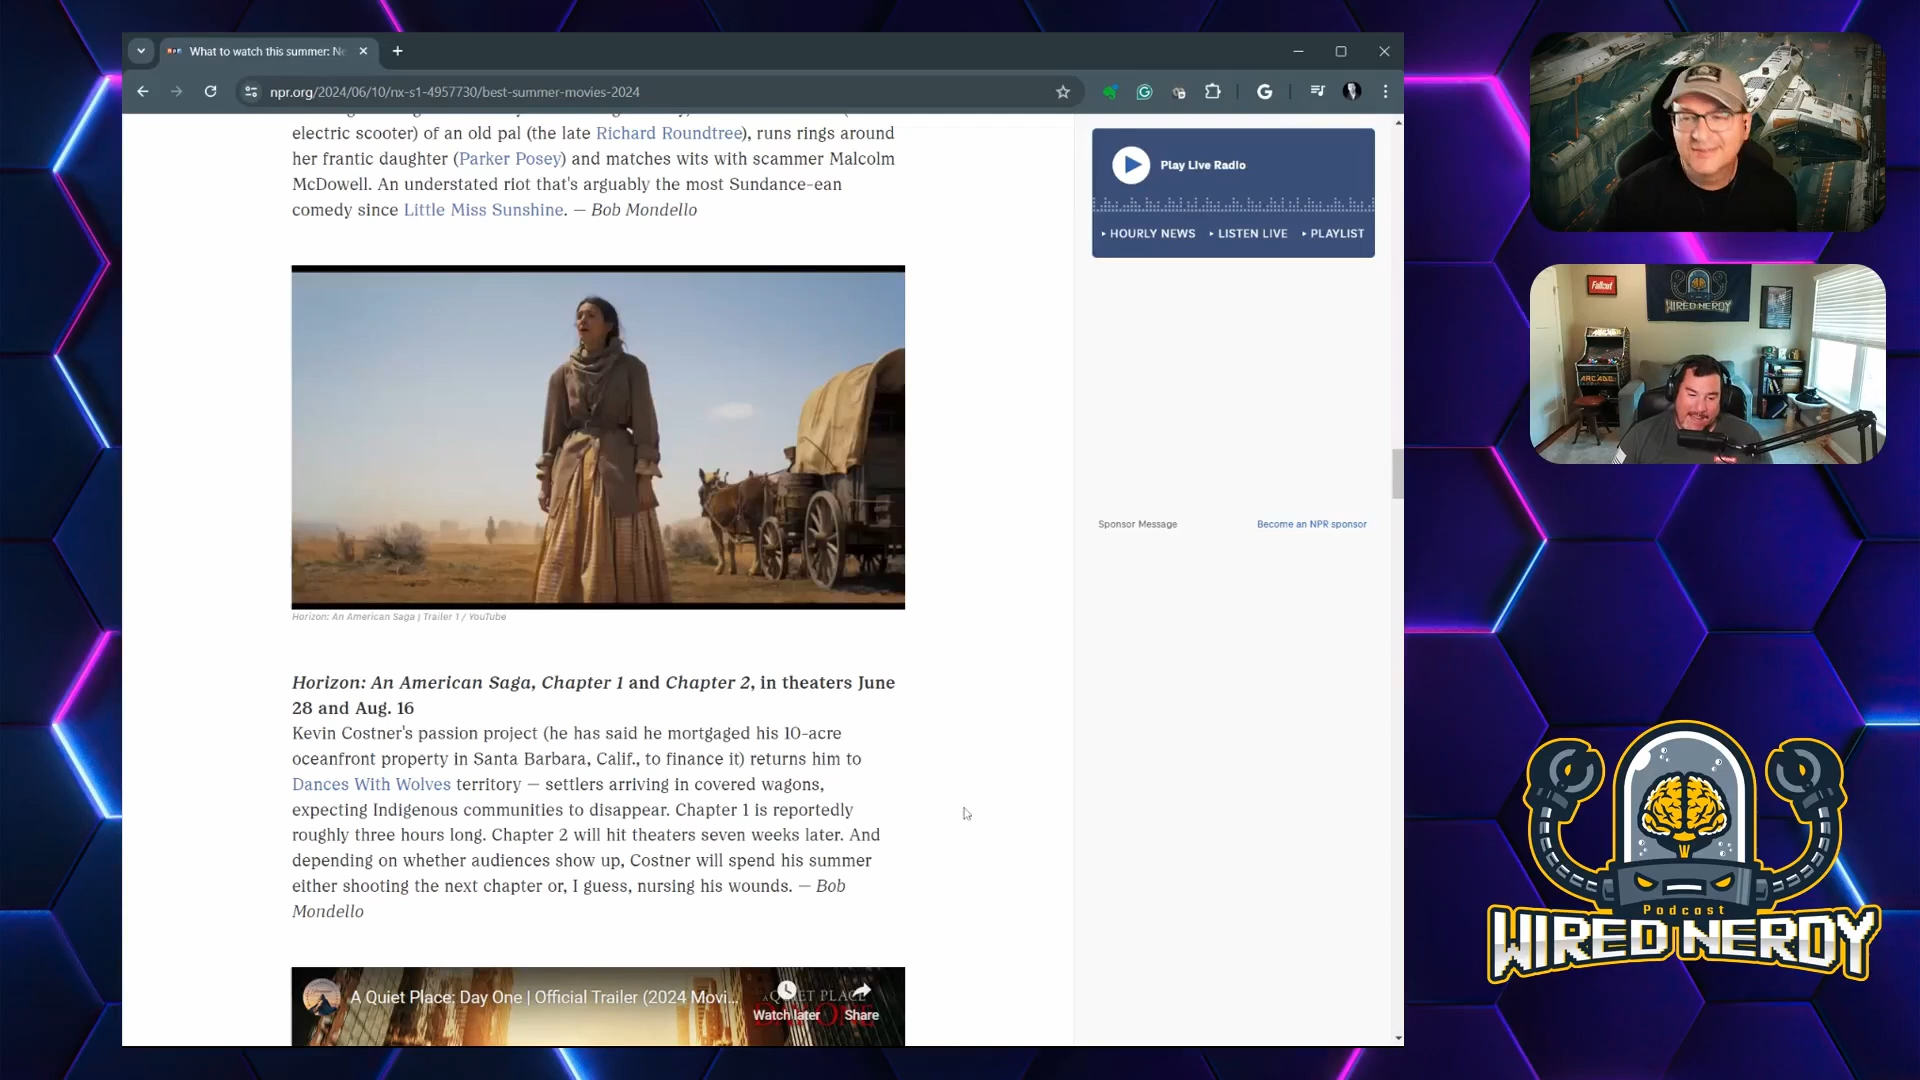 What to watch this summer: Ne
npr.org/2024/06/10/nx-s1-4957730/best-summer-movies-2024
electric scooter) of an old pal (the late Richard Roundtree), runs rings around
her frantic daughter (Parker Posey) and matches wits with scammer Malcolm
McDowell. An understated riot that's arguably the most Sundance-ean
comedy since Little Miss Sunshine. — Bob Mondello
Horizon: An American Saga | Trailer 1 / YouTube
Horizon: An American Saga, Chapter 1 and Chapter 2, in theaters June
28 and Aug. 16
Kevin Costner's passion project (he has said he mortgaged his 10-acre
oceanfront property in Santa Barbara, Calif., to finance it) returns him to
Dances With Wolves territory — settlers arriving in covered wagons,
expecting Indigenous communities to disappear. Chapter 1 is reportedly
roughly three hours long. Chapter 2 will hit theaters seven weeks later. And
depending on whether audiences show up, Costner will spend his summer
either shooting the next chapter or, I guess, nursing his wounds. — Bob
Mondello
A Quiet Place: Day One | Official Trailer (2024 Movi...
Watch later
Share
A QUIET PLACE
DAY ONE
Play Live Radio
HOURLY NEWS
LISTEN LIVE
PLAYLIST
Sponsor Message
Become an NPR sponsor
Fallout
WIRED NERDY
ARCADE
Podcast
WIRED NERDY